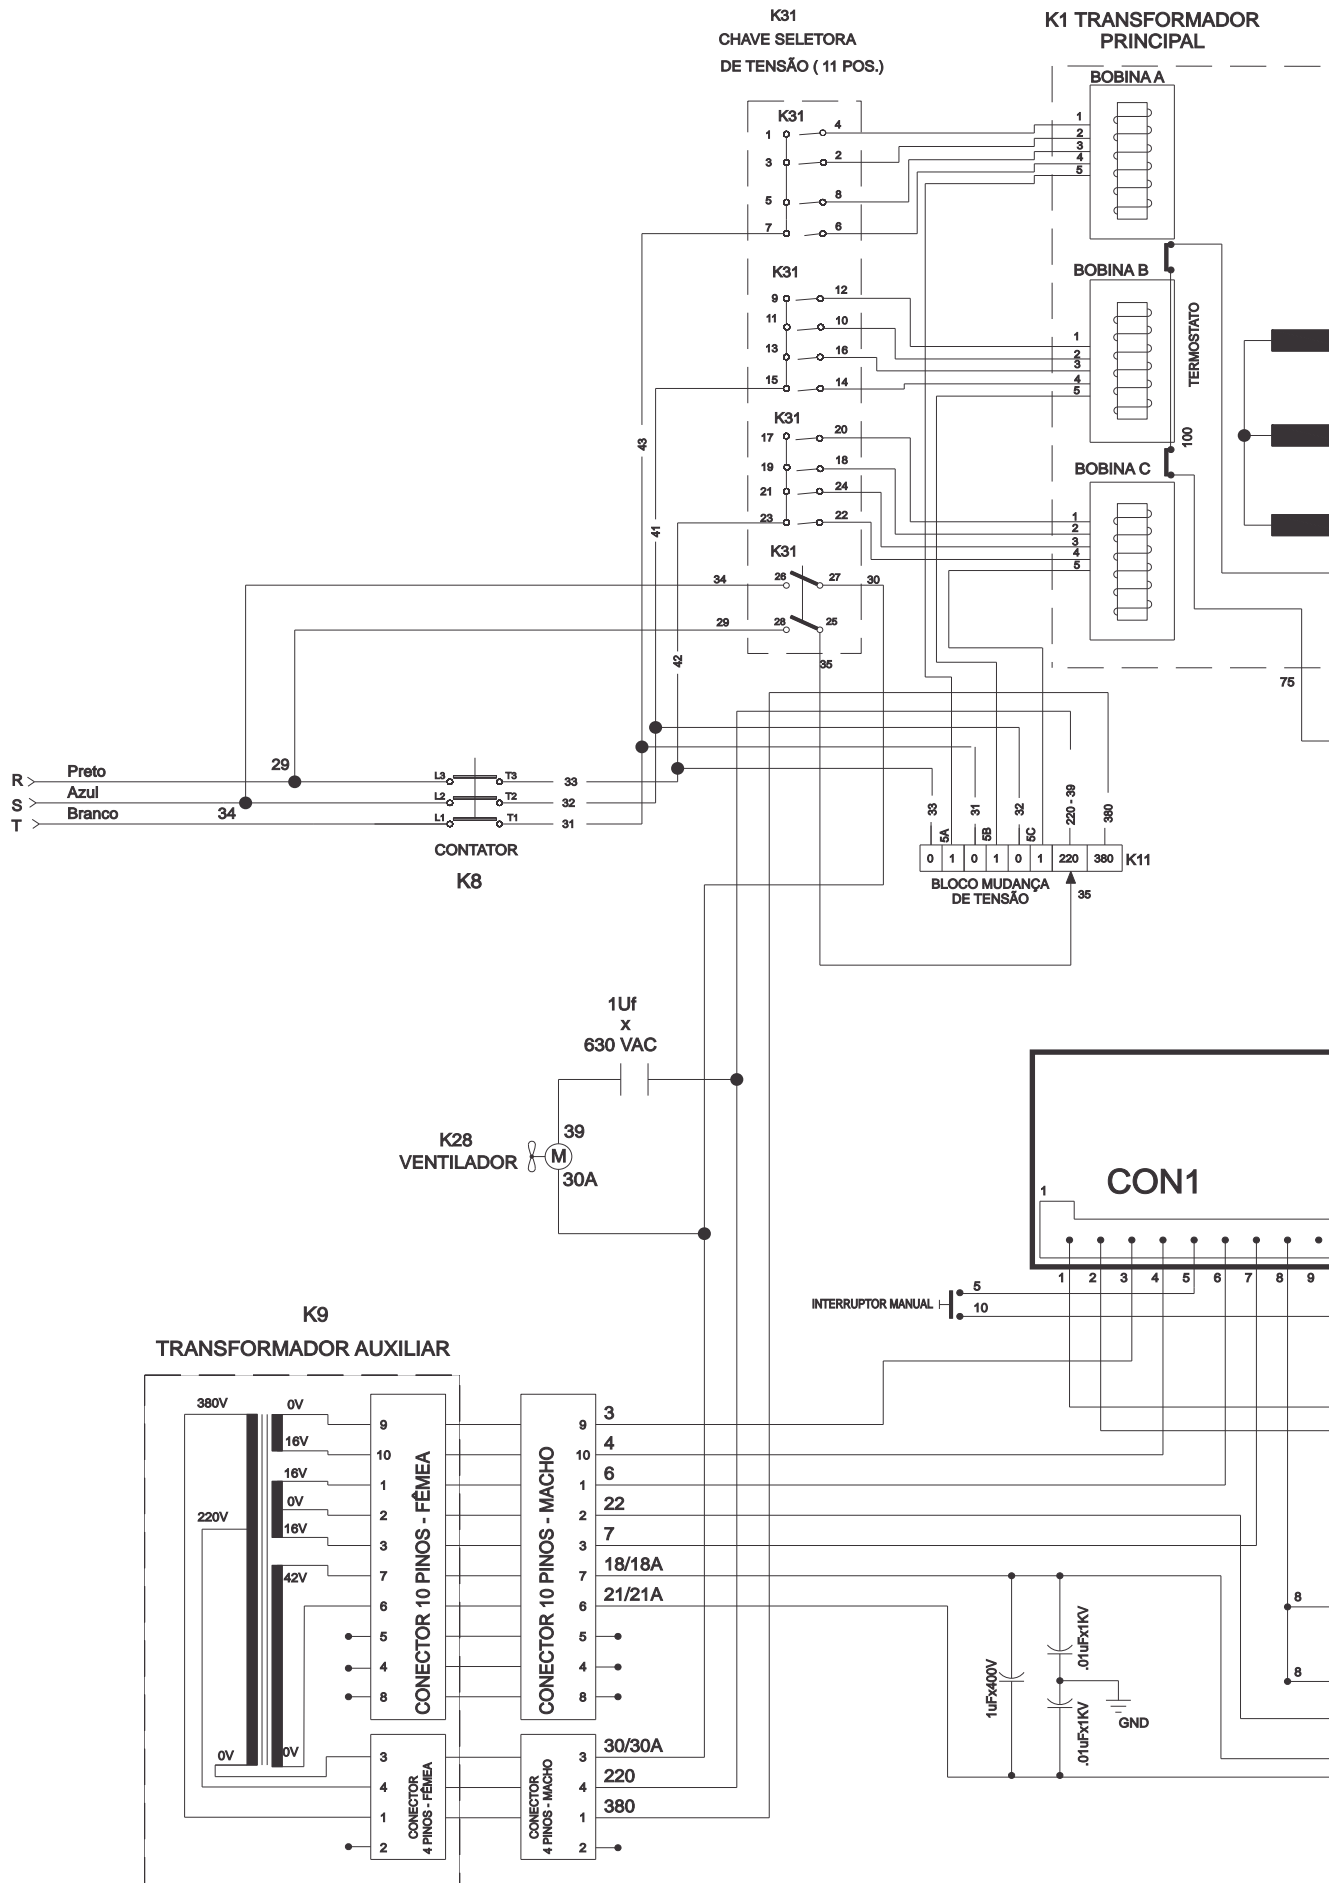 K31
CHAVE SELETORA
DE TENSÃO ( 11 POS.)
K1 TRANSFORMADOR
PRINCIPAL
BOBINA A
K31
1 4
3 2
5 8
7 6
1
2
3
4
5
K31
9 12
11 10
13 16
15 14
BOBINA B
1
2
3
4
5
TERMOSTATO
100
K31
17 20
19 18
21 24
23 22
BOBINA C
1
2
3
4
5
K31
34 26 27 30
29 28 25
35
43
41
42
75
R Preto 29
S Azul
T Branco 34
L3 T3 33
L2 T2 32
L1 T1 31
CONTATOR
K8
33 5A 31 5B 32 5C 220 - 39 380
0 1 0 1 0 1 220 380 K11
BLOCO MUDANÇA
DE TENSÃO
35
1Uf
x
630 VAC
K28
VENTILADOR
M
39
30A
CON1
1
1 2 3 4 5 6 7 8 9
INTERRUPTOR MANUAL
5
10
K9
TRANSFORMADOR AUXILIAR
380V
220V
0V
0V
16V
16V
0V
16V
42V
0V
CONECTOR 10 PINOS - FÊMEA
9
10
1
2
3
7
6
5
4
8
CONECTOR 10 PINOS - MACHO
9
10
1
2
3
7
6
5
4
8
3
4
6
22
7
18/18A
21/21A
CONECTOR
4 PINOS - FÊMEA
3
4
1
2
CONECTOR
4 PINOS - MACHO
3
4
1
2
30/30A
220
380
1uFx400V
.01uFx1KV
.01uFx1KV
GND
8
8